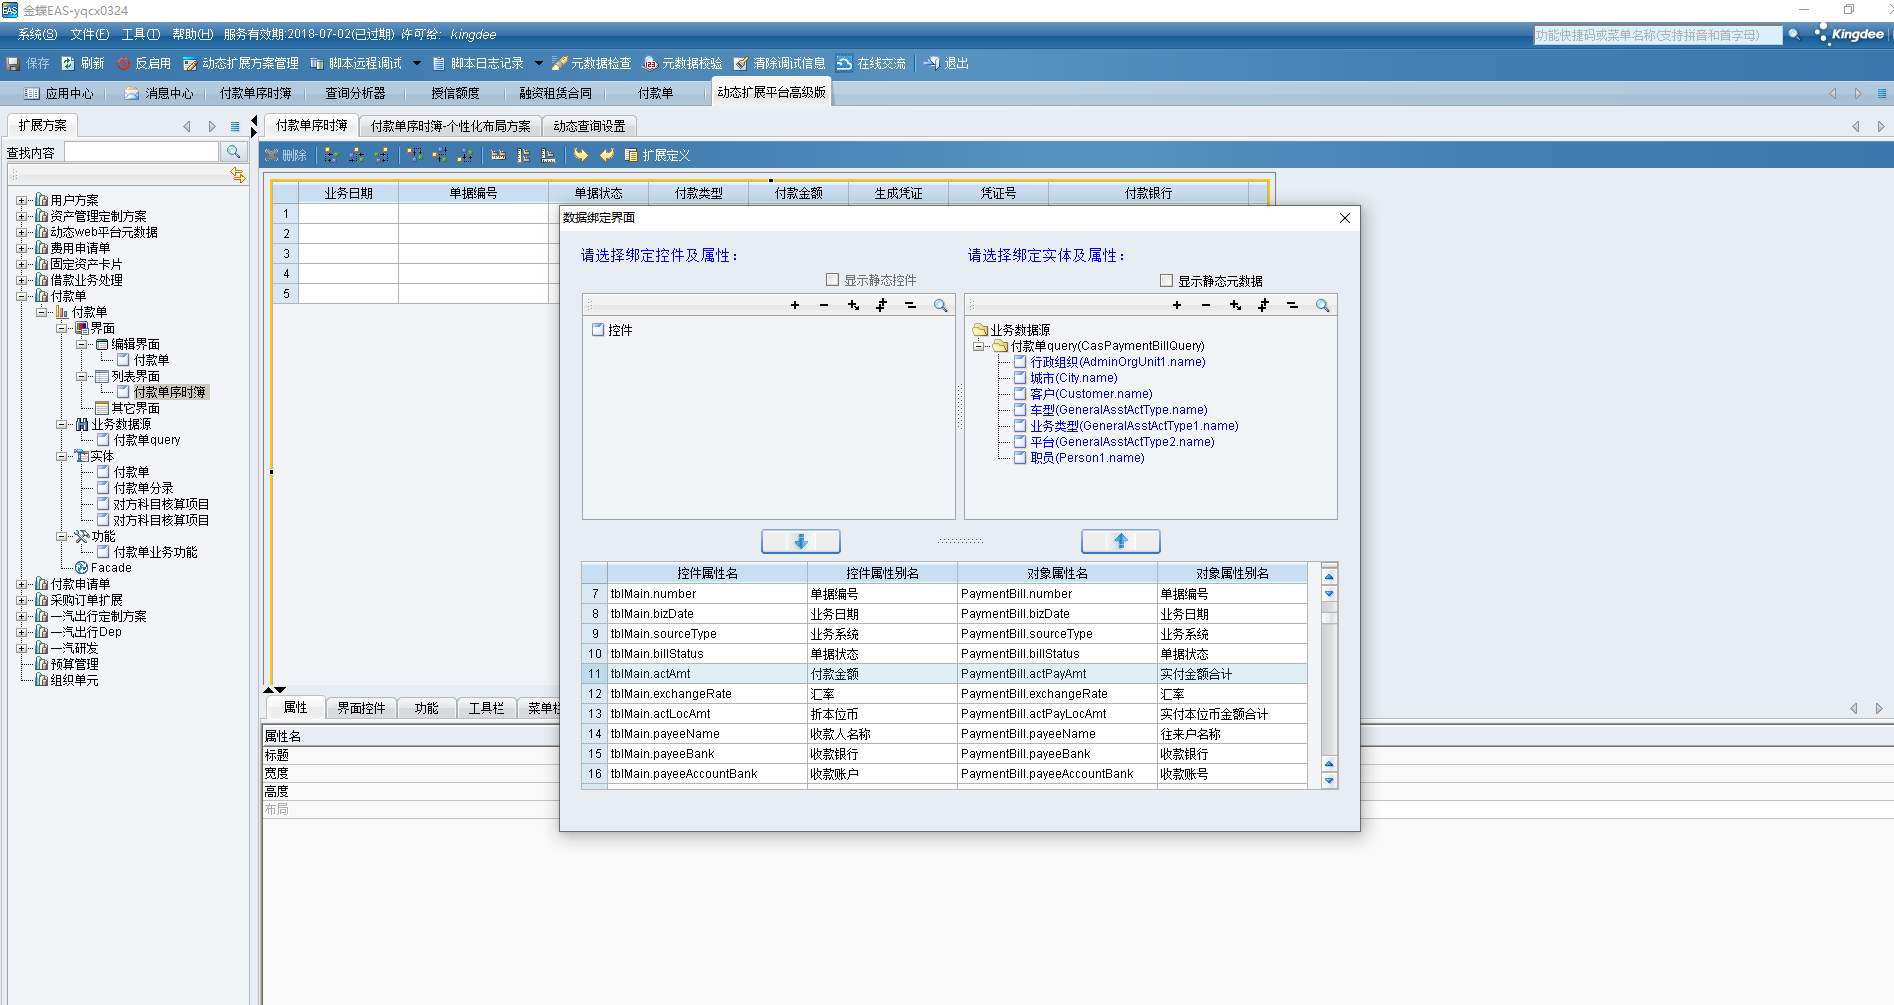 金蝶EAS-yqcx0324
系统(S) 文件(F) 工具(T) 帮助(H) 服务有效期:2018-07-02(已过期) 许可给: kingdee
功能快捷码或菜单名称(支持拼音和首字母)
Kingdee
保存 刷新 反启用 动态扩展方案管理 脚本远程调试 脚本日志记录 元数据检查 元数据校验 清除调试信息 在线交流 退出
应用中心 消息中心 付款单序时簿 查询分析器 授信额度 融资租赁合同 付款单 动态扩展平台高级版
扩展方案
查找内容
用户方案
资产管理定制方案
动态web平台元数据
费用申请单
固定资产卡片
借款业务处理
付款单
付款单
界面
编辑界面
付款单
列表界面
付款单序时簿
其它界面
业务数据源
付款单query
实体
付款单
付款单分录
对方科目核算项目
对方科目核算项目
功能
付款单业务功能
Facade
付款申请单
采购订单扩展
一汽出行定制方案
一汽出行Dep
一汽研发
预算管理
组织单元
付款单序时簿 付款单序时簿-个性化布局方案 动态查询设置
删除 扩展定义
业务日期 单据编号 单据状态 付款类型 付款金额 生成凭证 凭证号 付款银行
1
2
3
4
5
数据绑定界面
请选择绑定控件及属性： 请选择绑定实体及属性：
显示静态控件 显示静态元数据
控件
业务数据源
付款单query(CasPaymentBillQuery)
行政组织(AdminOrgUnit1.name)
城市(City.name)
客户(Customer.name)
车型(GeneralAsstActType.name)
业务类型(GeneralAsstActType1.name)
平台(GeneralAsstActType2.name)
职员(Person1.name)
控件属性名 控件属性别名 对象属性名 对象属性别名
7 tblMain.number 单据编号 PaymentBill.number 单据编号
8 tblMain.bizDate 业务日期 PaymentBill.bizDate 业务日期
9 tblMain.sourceType 业务系统 PaymentBill.sourceType 业务系统
10 tblMain.billStatus 单据状态 PaymentBill.billStatus 单据状态
11 tblMain.actAmt 付款金额 PaymentBill.actPayAmt 实付金额合计
12 tblMain.exchangeRate 汇率 PaymentBill.exchangeRate 汇率
13 tblMain.actLocAmt 折本位币 PaymentBill.actPayLocAmt 实付本位币金额合计
14 tblMain.payeeName 收款人名称 PaymentBill.payeeName 往来户名称
15 tblMain.payeeBank 收款银行 PaymentBill.payeeBank 收款银行
16 tblMain.payeeAccountBank 收款账户 PaymentBill.payeeAccountBank 收款账号
属性 界面控件 功能 工具栏 菜单栏
属性名
标题
宽度
高度
布局